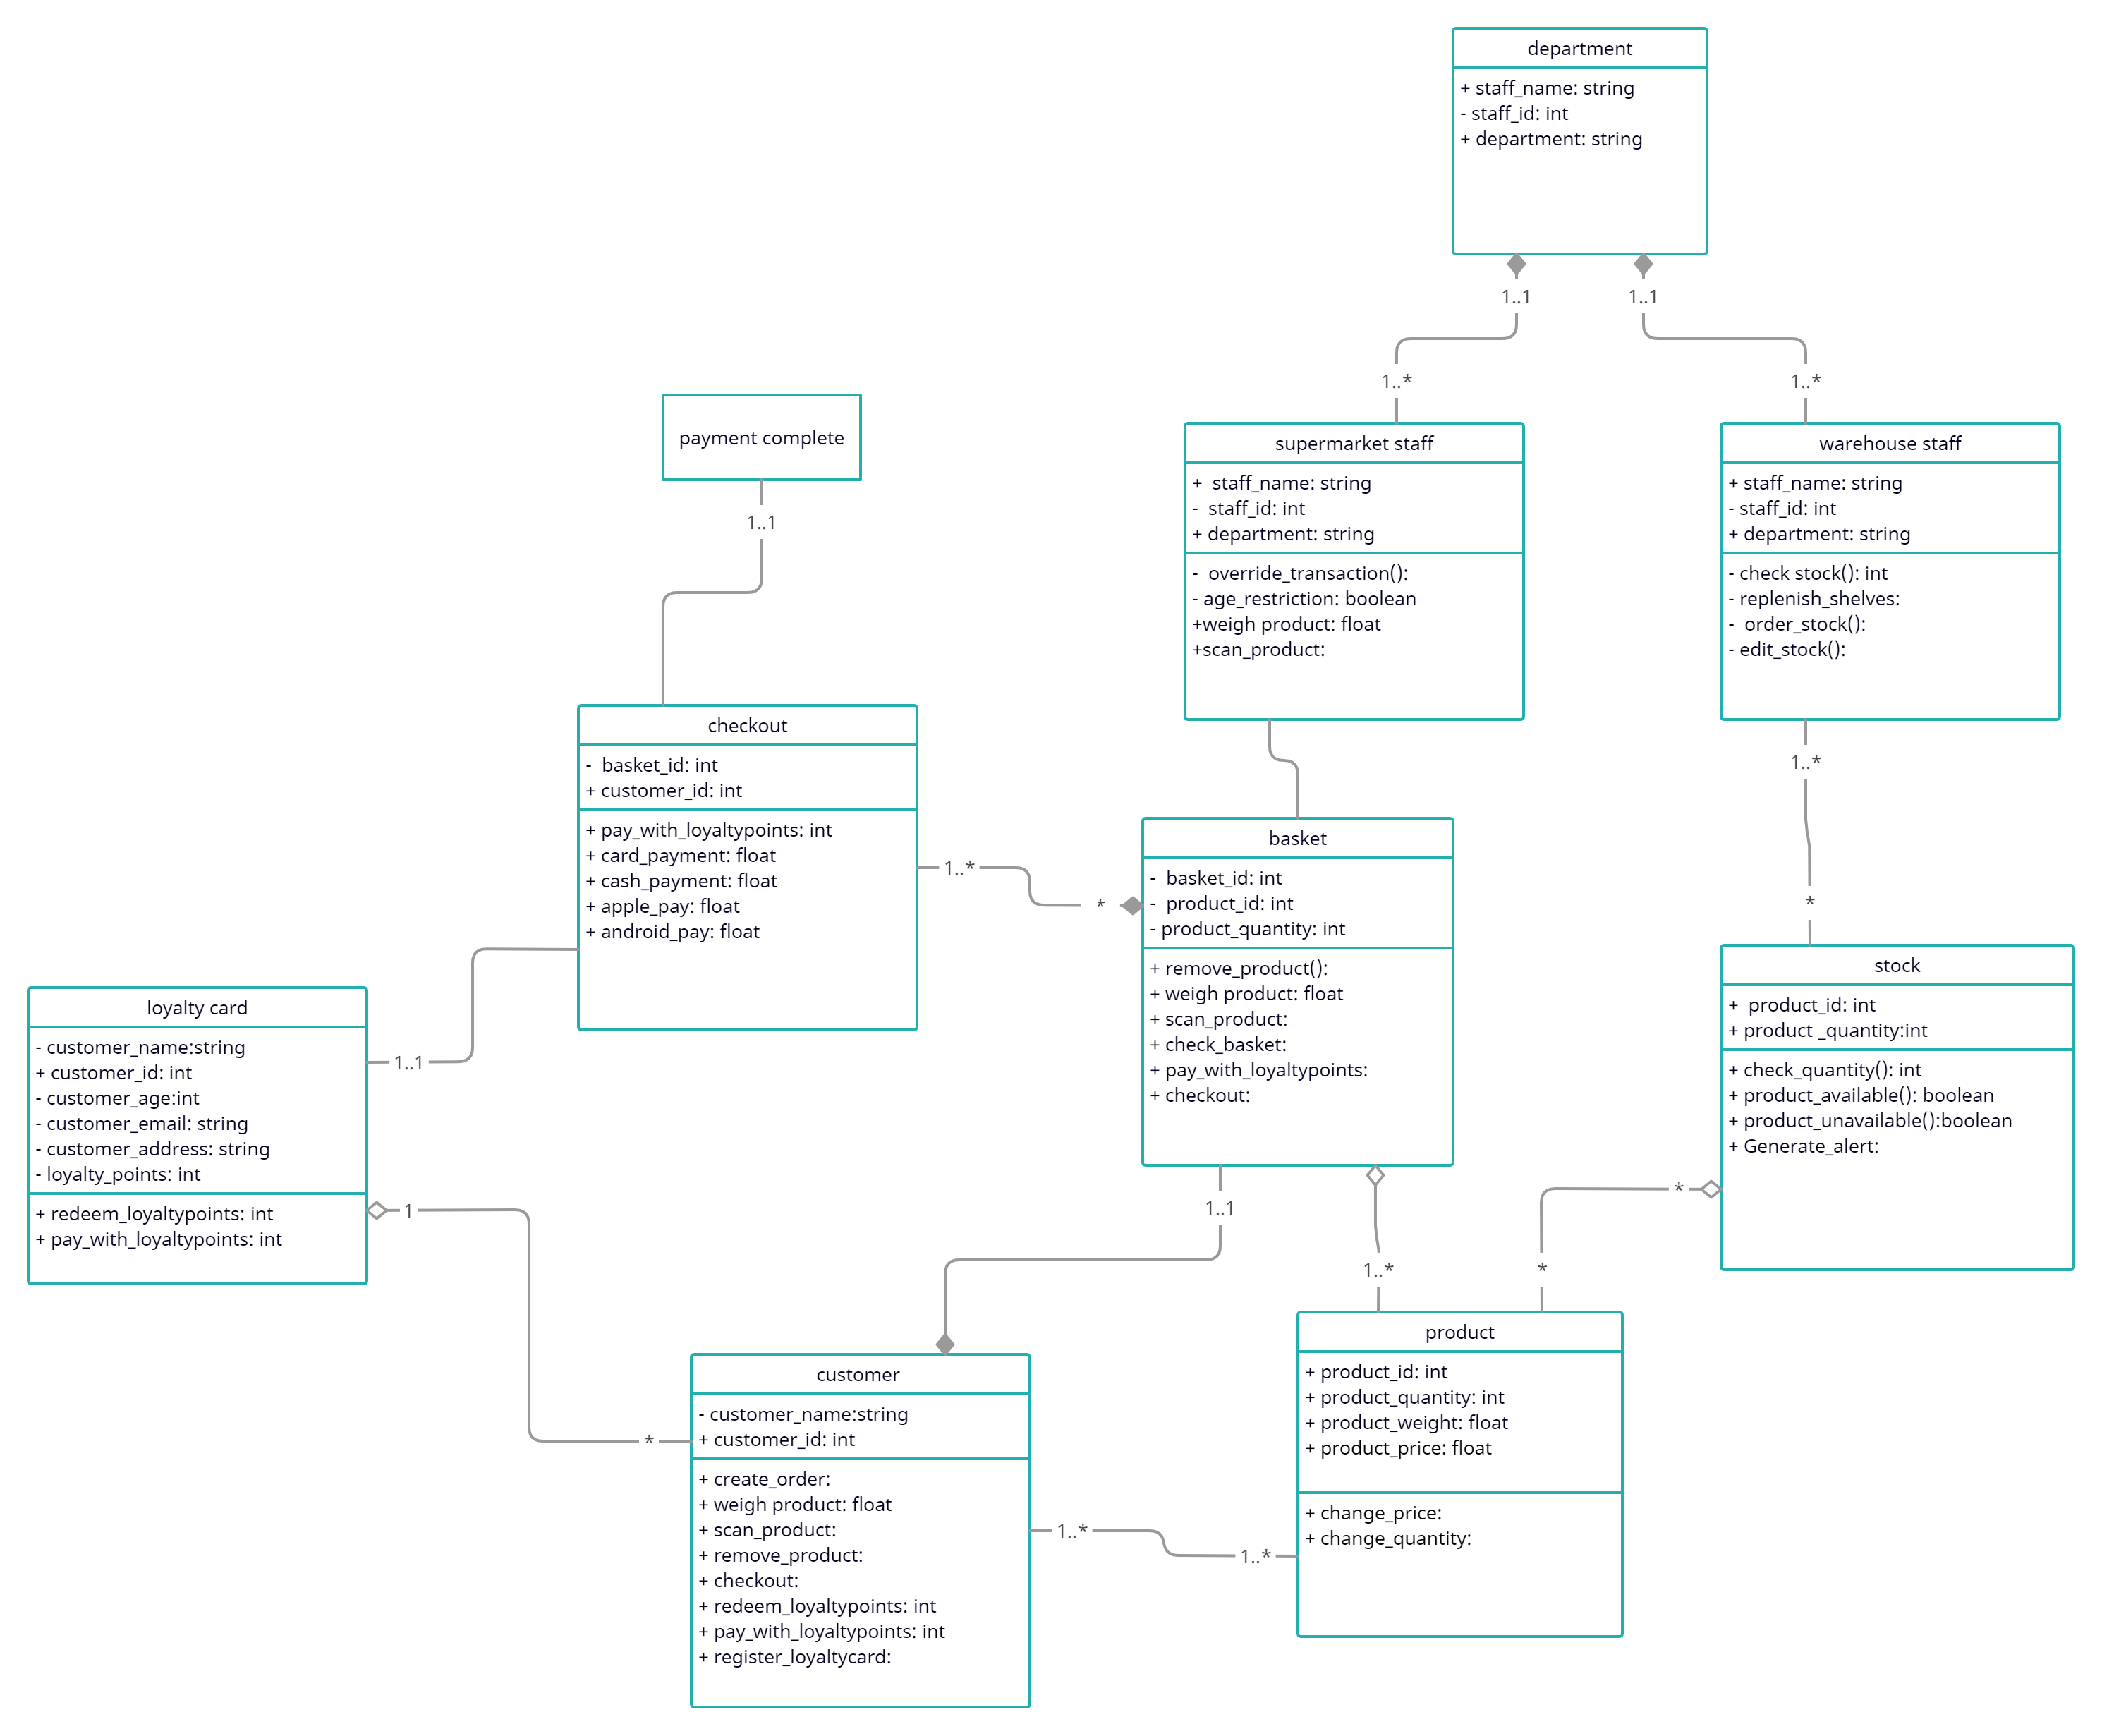 department
+ staff_name: string
- staff_id: int
+ department: string
1..1
1..1
1..*
1..*
payment complete
1..1
supermarket staff
+  staff_name: string
-  staff_id: int
+ department: string
-  override_transaction():
- age_restriction: boolean
+weigh product: float
+scan_product:
warehouse staff
+ staff_name: string
- staff_id: int
+ department: string
- check stock(): int
- replenish_shelves:
-  order_stock():
- edit_stock():
1..*
*
checkout
-  basket_id: int
+ customer_id: int
+ pay_with_loyaltypoints: int
+ card_payment: float
+ cash_payment: float
+ apple_pay: float
+ android_pay: float
1..*
*
basket
-  basket_id: int
-  product_id: int
- product_quantity: int
+ remove_product():
+ weigh product: float
+ scan_product:
+ check_basket:
+ pay_with_loyaltypoints:
+ checkout:
stock
+  product_id: int
+ product _quantity:int
+ check_quantity(): int
+ product_available(): boolean
+ product_unavailable():boolean
+ Generate_alert:
loyalty card
- customer_name:string
+ customer_id: int
- customer_age:int
- customer_email: string
- customer_address: string
- loyalty_points: int
+ redeem_loyaltypoints: int
+ pay_with_loyaltypoints: int
1..1
1
*
1..1
1..*
*
*
customer
- customer_name:string
+ customer_id: int
+ create_order:
+ weigh product: float
+ scan_product:
+ remove_product:
+ checkout:
+ redeem_loyaltypoints: int
+ pay_with_loyaltypoints: int
+ register_loyaltycard:
1..*
1..*
product
+ product_id: int
+ product_quantity: int
+ product_weight: float
+ product_price: float
+ change_price:
+ change_quantity: